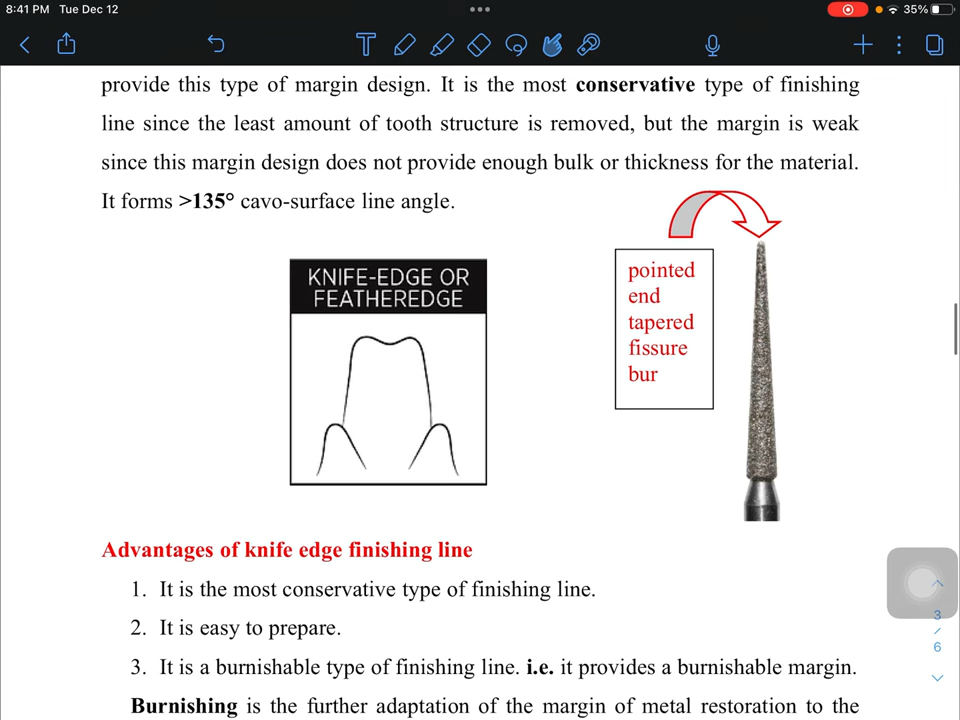 8:41 PM Tue Dec 12
35%
provide this type of margin design. It is the most conservative type of finishing
line since the least amount of tooth structure is removed, but the margin is weak
since this margin design does not provide enough bulk or thickness for the material.
It forms >135° cavo-surface line angle.
KNIFE-EDGE OR
FEATHEREDGE
pointed
end
tapered
fissure
bur
Advantages of knife edge finishing line
1. It is the most conservative type of finishing line.
2. It is easy to prepare.
3. It is a burnishable type of finishing line. i.e. it provides a burnishable margin.
Burnishing is the further adaptation of the margin of metal restoration to the
3
/
6